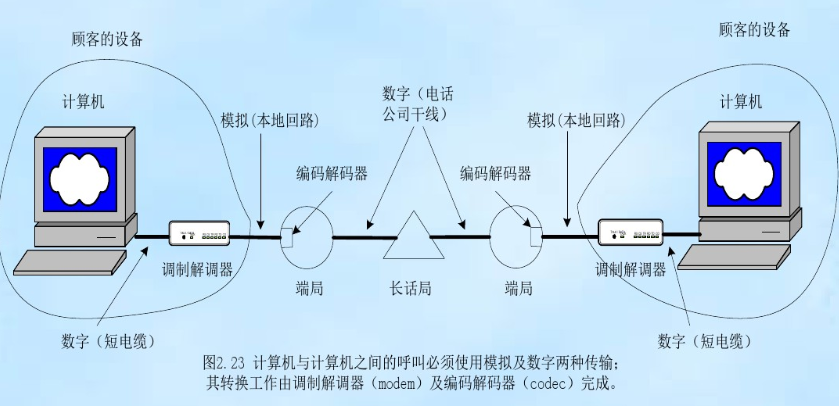 顾客的设备
顾客的设备
计算机
数字（电话
公司干线）
计算机
模拟(本地回路)
模拟(本地回路)
编码解码器
编码解码器
调制解调器
调制解调器
端局
长话局
端局
数字（短电缆）
数字（短电缆）
图2.23 计算机与计算机之间的呼叫必须使用模拟及数字两种传输；
其转换工作由调制解调器（modem）及编码解码器（codec）完成。